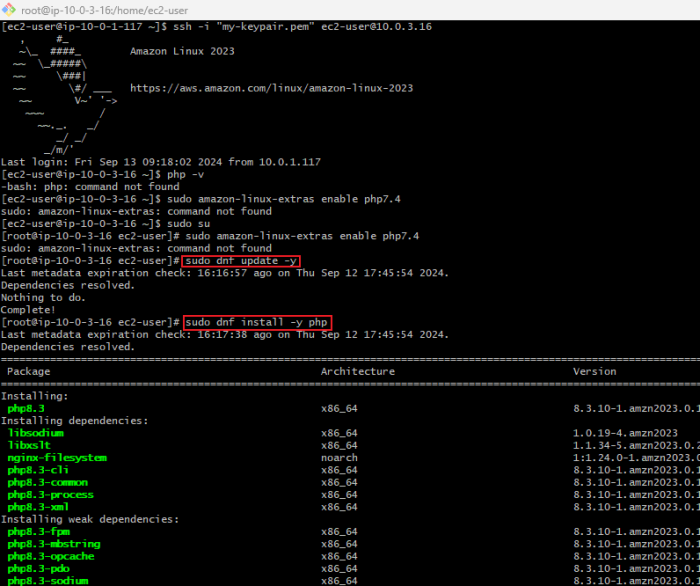 root@ip-10-0-3-16:/home/ec2-user
[ec2-user@ip-10-0-1-117 ~]$ ssh -i "my-keypair.pem" ec2-user@10.0.3.16
   ,     #_
   ~\_  ####_        Amazon Linux 2023
  ~~  \_#####\
  ~~     \###|
  ~~       \#/ ___   https://aws.amazon.com/linux/amazon-linux-2023
   ~~       V~' '->
    ~~~         /
      ~~._.   _/
         _/ _/
       _/m/'
Last login: Fri Sep 13 09:18:02 2024 from 10.0.1.117
[ec2-user@ip-10-0-3-16 ~]$ php -v
-bash: php: command not found
[ec2-user@ip-10-0-3-16 ~]$ sudo amazon-linux-extras enable php7.4
sudo: amazon-linux-extras: command not found
[ec2-user@ip-10-0-3-16 ~]$ sudo su
[root@ip-10-0-3-16 ec2-user]# sudo amazon-linux-extras enable php7.4
sudo: amazon-linux-extras: command not found
[root@ip-10-0-3-16 ec2-user]# sudo dnf update -y
Last metadata expiration check: 16:16:57 ago on Thu Sep 12 17:45:54 2024.
Dependencies resolved.
Nothing to do.
Complete!
[root@ip-10-0-3-16 ec2-user]# sudo dnf install -y php
Last metadata expiration check: 16:17:38 ago on Thu Sep 12 17:45:54 2024.
Dependencies resolved.
Package Architecture Version
Installing:
php8.3 x86_64 8.3.10-1.amzn2023.0.1
Installing dependencies:
libsodium x86_64 1.0.19-4.amzn2023
libxslt x86_64 1.1.34-5.amzn2023.0.2
nginx-filesystem noarch 1:1.24.0-1.amzn2023.0.
php8.3-cli x86_64 8.3.10-1.amzn2023.0.1
php8.3-common x86_64 8.3.10-1.amzn2023.0.1
php8.3-process x86_64 8.3.10-1.amzn2023.0.1
php8.3-xml x86_64 8.3.10-1.amzn2023.0.1
Installing weak dependencies:
php8.3-fpm x86_64 8.3.10-1.amzn2023.0.1
php8.3-mbstring x86_64 8.3.10-1.amzn2023.0.1
php8.3-opcache x86_64 8.3.10-1.amzn2023.0.1
php8.3-pdo x86_64 8.3.10-1.amzn2023.0.1
php8.3-sodium x86_64 8.3.10-1.amzn2023.0.1